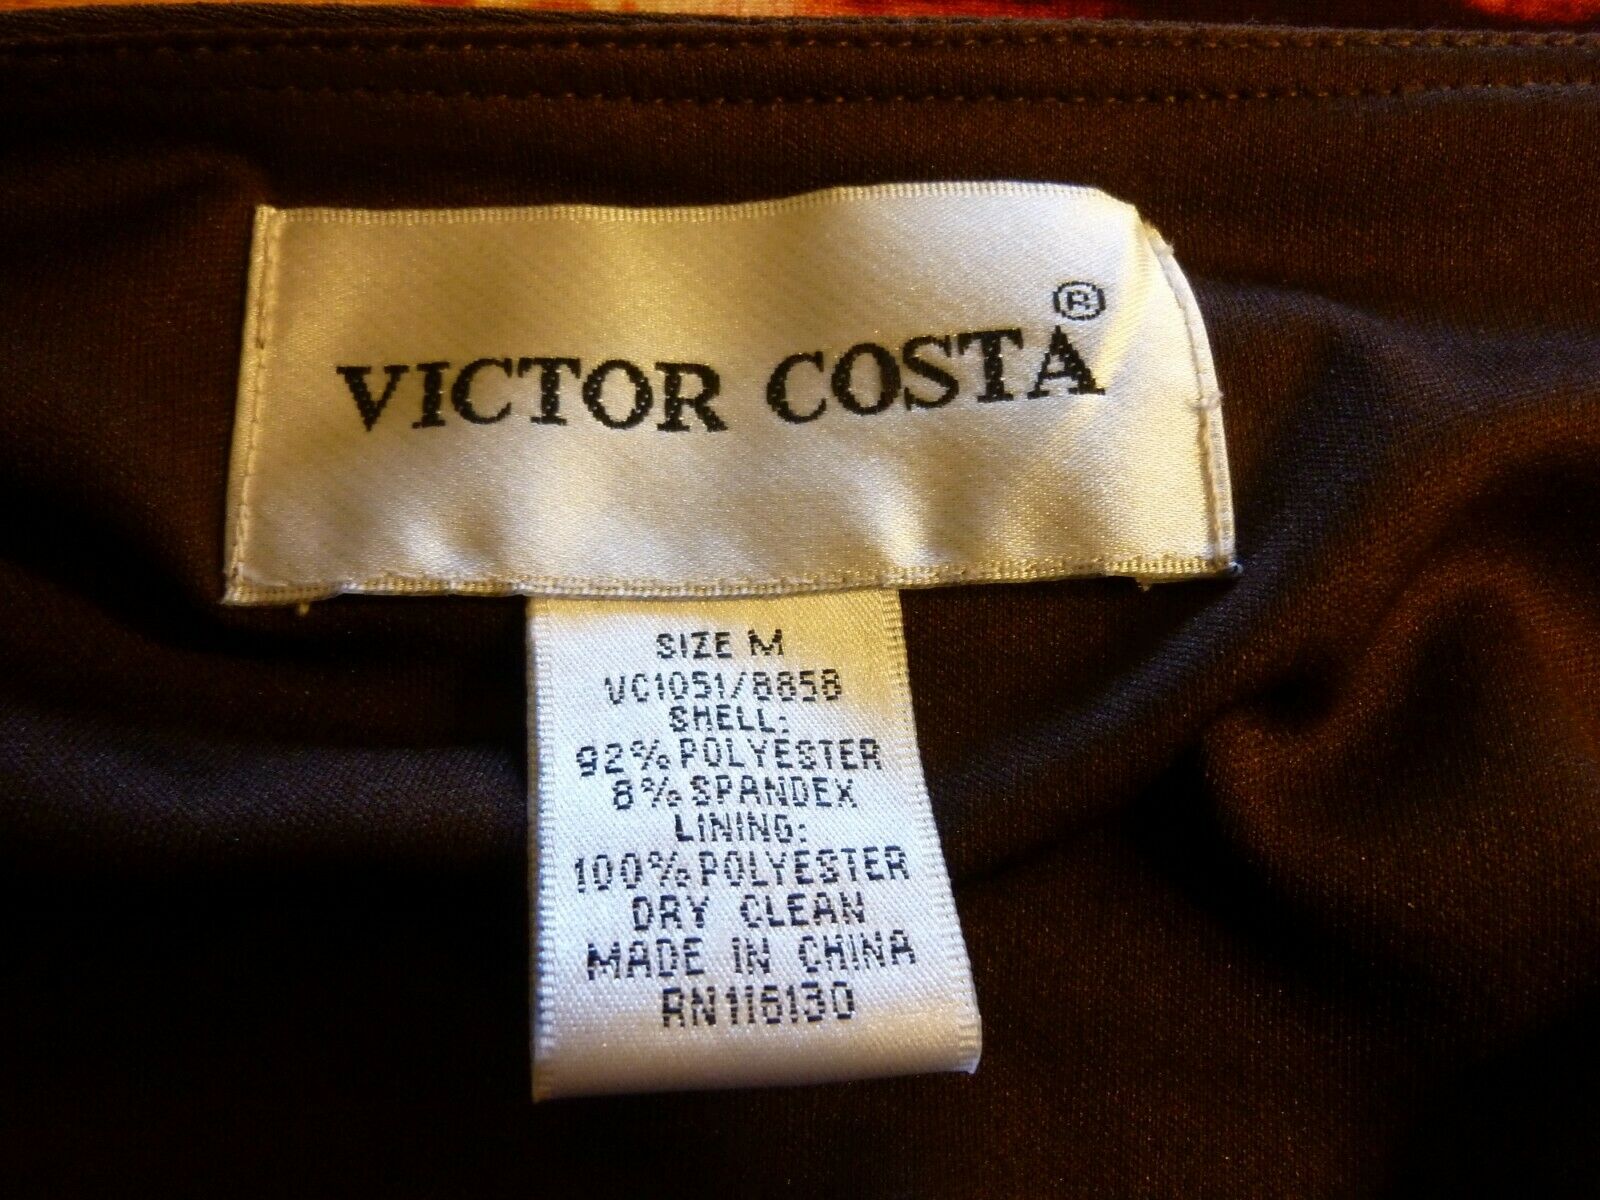 VICTOR COSTA®
SIZE M
VC1051/8858
SHELL:
92% POLYESTER
8% SPANDEX
LINING:
100% POLYESTER
DRY CLEAN
MADE IN CHINA
RN116130